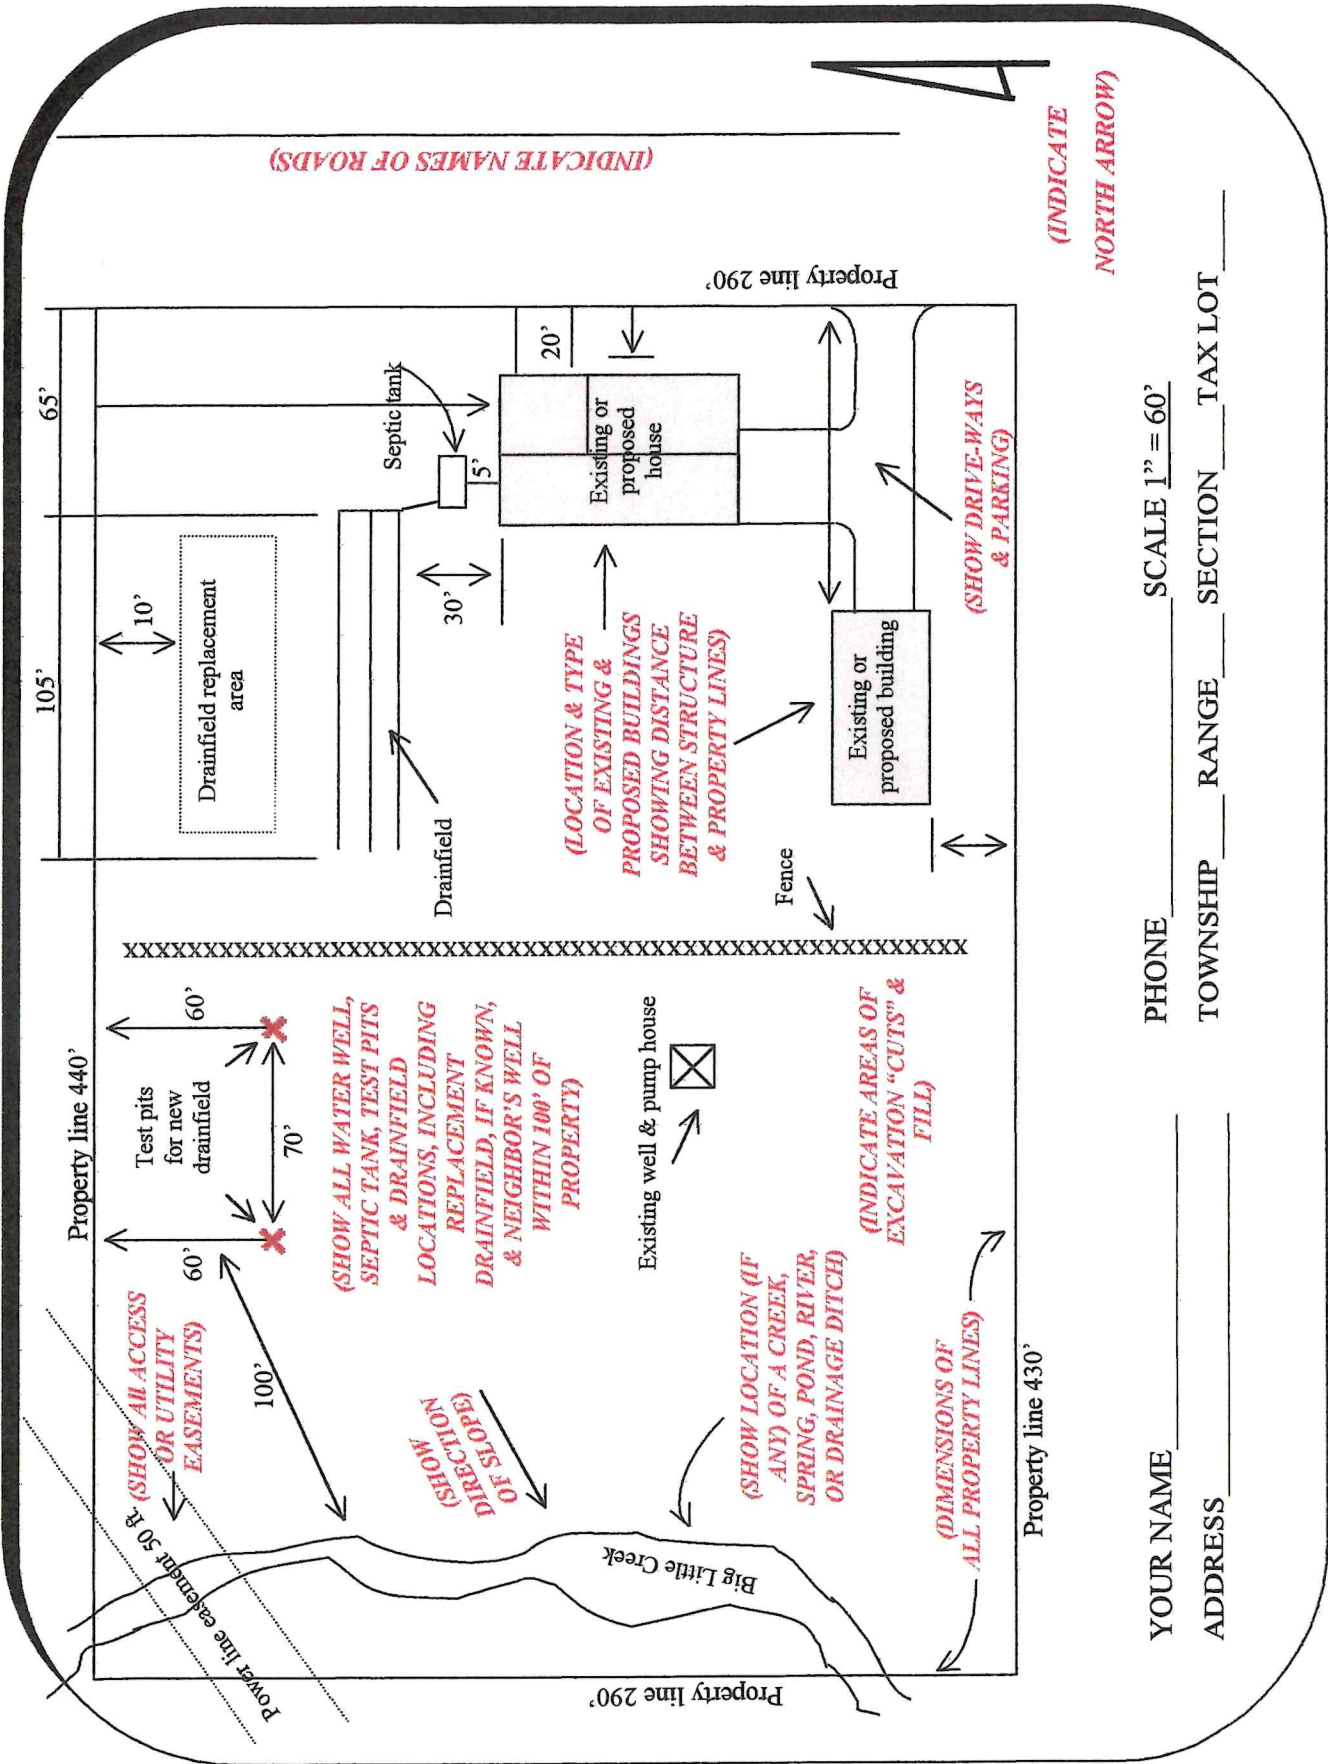 Property line 440'
105'
65'
Power line easement 50 ft.
(SHOW All ACCESS
OR UTILITY
EASEMENTS)
60'
Test pits
for new
drainfield
60'
70'
100'
10'
Drainfield replacement
area
(INDICATE NAMES OF ROADS)
(SHOW ALL WATER WELL,
SEPTIC TANK, TEST PITS
& DRAINFIELD
LOCATIONS, INCLUDING
REPLACEMENT
DRAINFIELD, IF KNOWN,
& NEIGHBOR'S WELL
WITHIN 100' OF
PROPERTY)
XXXXXXXXXXXXXXXXXXXXXXXXXXXXXXXXXXXXXXXXXXXXXXXXXXXXX
Drainfield
30'
Septic tank
5'
20'
(SHOW
DIRECTION
OF SLOPE)
Existing or
proposed
house
(LOCATION & TYPE
OF EXISTING &
PROPOSED BUILDINGS
SHOWING DISTANCE
BETWEEN STRUCTURE
& PROPERTY LINES)
Big Little Creek
Existing well & pump house
Property line 290'
Property line 290'
(SHOW LOCATION (IF
ANY) OF A CREEK,
SPRING, POND, RIVER,
OR DRAINAGE DITCH)
Fence
Existing or
proposed building
(INDICATE AREAS OF
EXCAVATION "CUTS" &
FILL)
(SHOW DRIVE-WAYS
& PARKING)
(DIMENSIONS OF
ALL PROPERTY LINES)
Property line 430'
(INDICATE
NORTH ARROW)
YOUR NAME PHONE SCALE 1" = 60'
ADDRESS TOWNSHIP RANGE SECTION TAX LOT